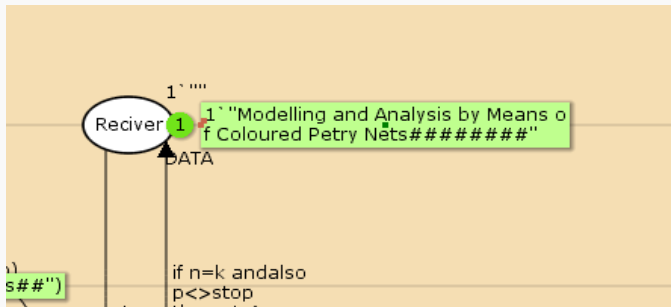 1`""
Reciver
1
1`"Modelling and Analysis by Means o
f Coloured Petry Nets########"
DATA
s##")
if n=k andalso
p<>stop